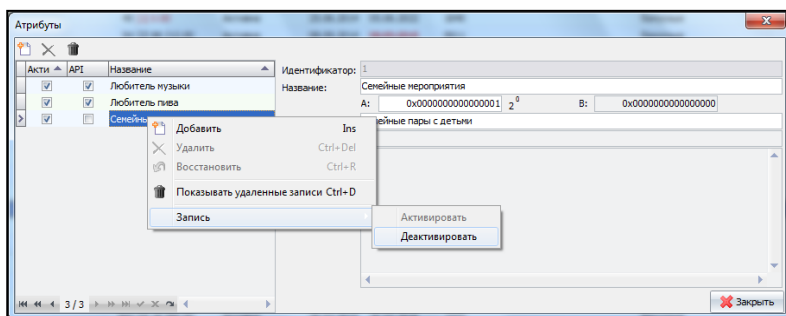 Атрибуты
Акти API Название
Любитель музыки
Любитель пива
Семейн
Идентификатор: 1
Название: Семейные мероприятия
A: 0x0000000000000001 2^0 B: 0x0000000000000000
ейные пары с детьми
Добавить Ins
Удалить Ctrl+Del
Восстановить Ctrl+R
Показывать удаленные записи Ctrl+D
Запись
Активировать
Деактивировать
3 / 3
Закрыть